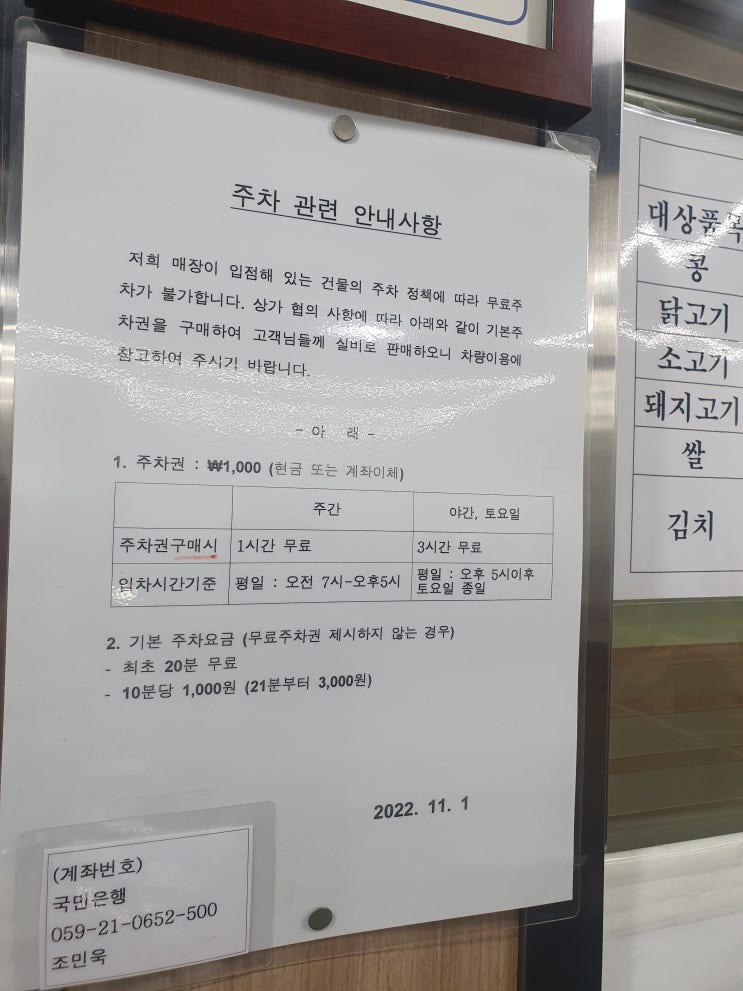 주차 관련 안내사항
저희 매장이 입점해 있는 건물의 주차 정책에 따라 무료주
차가 불가합니다. 상가 협의 사항에 따라 아래와 같이 기본주
차권을 구매하여 고객님들께 실비로 판매하오니 차량이용에
참고하여 주시기 바랍니다.
- 아 래 -
1. 주차권 : ₩1,000 (현금 또는 계좌이체)
주간 야간, 토요일
주차권구매시 1시간 무료 3시간 무료
입차시간기준 평일 : 오전 7시-오후5시 평일 : 오후 5시이후
토요일 종일
2. 기본 주차요금 (무료주차권 제시하지 않는 경우)
- 최초 20분 무료
- 10분당 1,000원 (21분부터 3,000원)
2022. 11. 1
(계좌번호)
국민은행
059-21-0652-500
조민욱
대상품목
콩
닭고기
소고기
돼지고기
쌀
김치